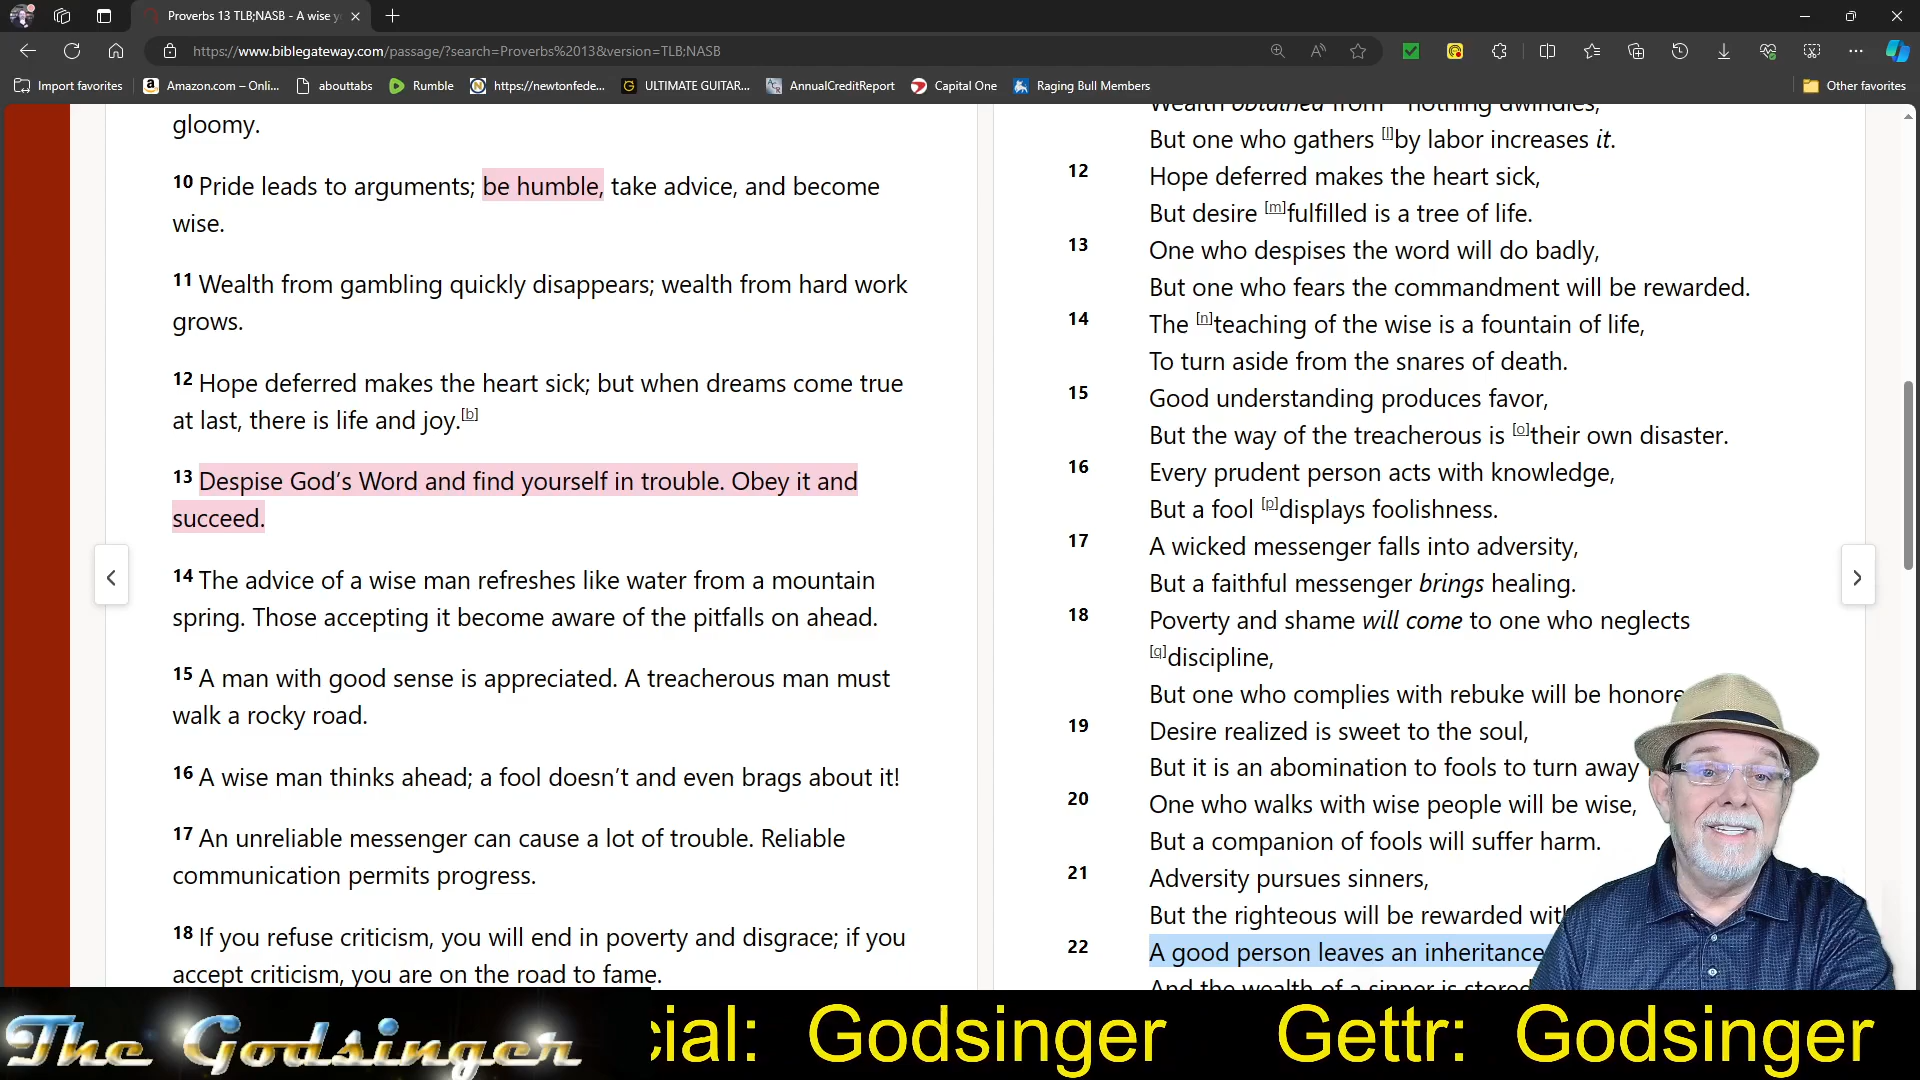 Proverbs 13 TLB;NASB - A wise y
https://www.biblegateway.com/passage/?search=Proverbs%2013&version=TLB;NASB
Import favorites
Amazon.com – Onli...
abouttabs
Rumble
https://newtonfede...
ULTIMATE GUITAR...
AnnualCreditReport
Capital One
Raging Bull Members
Other favorites
gloomy.
10 Pride leads to arguments; be humble, take advice, and become
wise.
11 Wealth from gambling quickly disappears; wealth from hard work
grows.
12 Hope deferred makes the heart sick; but when dreams come true
at last, there is life and joy.[b]
13 Despise God’s Word and find yourself in trouble. Obey it and
succeed.
14 The advice of a wise man refreshes like water from a mountain
spring. Those accepting it become aware of the pitfalls on ahead.
15 A man with good sense is appreciated. A treacherous man must
walk a rocky road.
16 A wise man thinks ahead; a fool doesn’t and even brags about it!
17 An unreliable messenger can cause a lot of trouble. Reliable
communication permits progress.
18 If you refuse criticism, you will end in poverty and disgrace; if you
accept criticism, you are on the road to fame.
Wealth obtained from nothing dwindles,
But one who gathers [l]by labor increases it.
12 Hope deferred makes the heart sick,
But desire [m]fulfilled is a tree of life.
13 One who despises the word will do badly,
But one who fears the commandment will be rewarded.
14 The [n]teaching of the wise is a fountain of life,
To turn aside from the snares of death.
15 Good understanding produces favor,
But the way of the treacherous is [o]their own disaster.
16 Every prudent person acts with knowledge,
But a fool [p]displays foolishness.
17 A wicked messenger falls into adversity,
But a faithful messenger brings healing.
18 Poverty and shame will come to one who neglects
[q]discipline,
But one who complies with rebuke will be honore
19 Desire realized is sweet to the soul,
But it is an abomination to fools to turn away
20 One who walks with wise people will be wise,
But a companion of fools will suffer harm.
21 Adversity pursues sinners,
But the righteous will be rewarded with
22 A good person leaves an inheritance
And the wealth of a sinner is stored
The Godsinger
cial: Godsinger Gettr: Godsinger